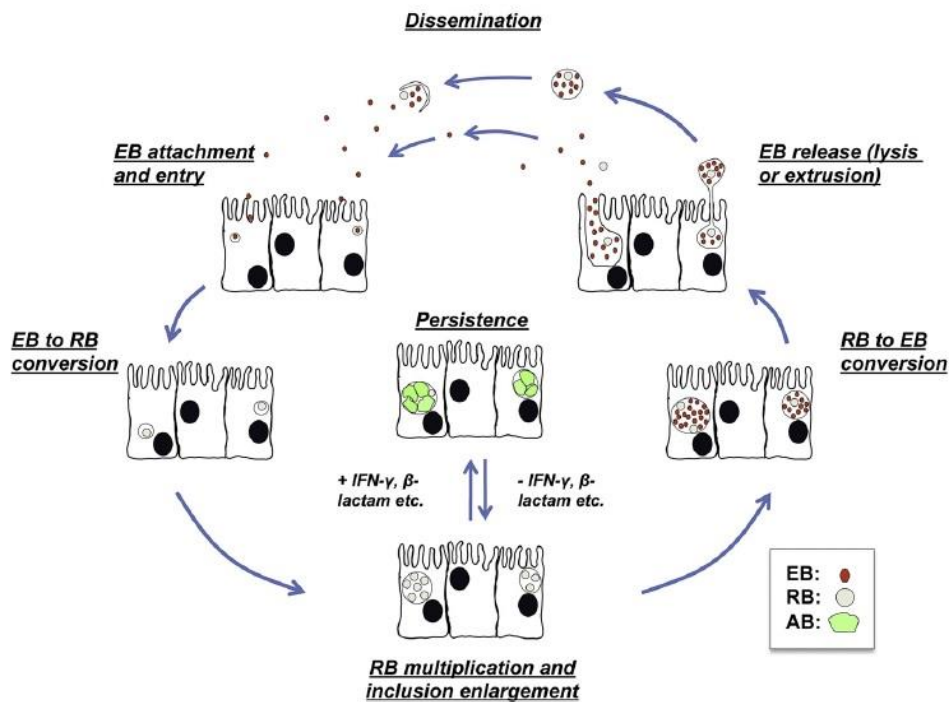 Dissemination
EB attachment
and entry
EB release (lysis
or extrusion)
EB to RB
conversion
Persistence
RB to EB
conversion
+ IFN-γ, β-
lactam etc.
- IFN-γ, β-
lactam etc.
EB:
RB:
AB:
RB multiplication and
inclusion enlargement